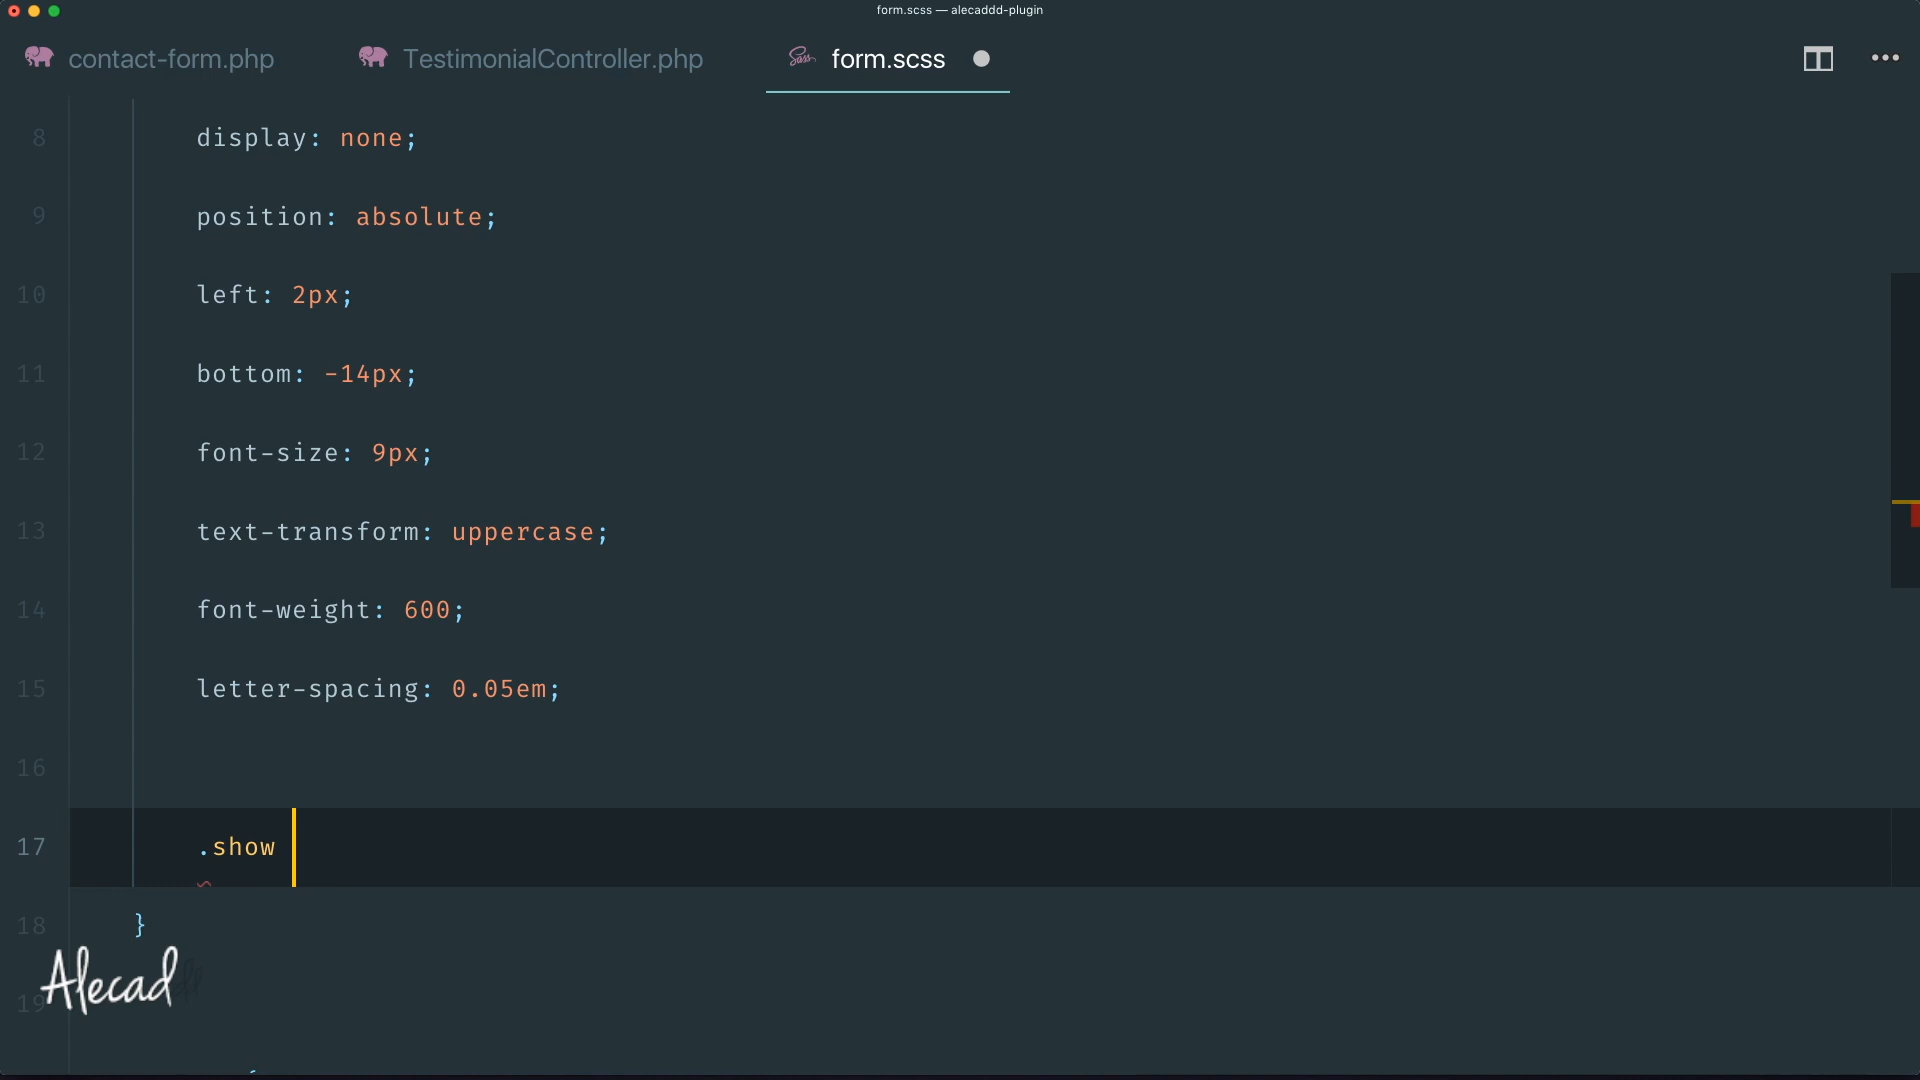 form.scss — alecaddd-plugin
contact-form.php
TestimonialController.php
Sass form.scss
8 display: none;
9 position: absolute;
10 left: 2px;
11 bottom: -14px;
12 font-size: 9px;
13 text-transform: uppercase;
14 font-weight: 600;
15 letter-spacing: 0.05em;
16
17 .show
18 }
19
Alecad